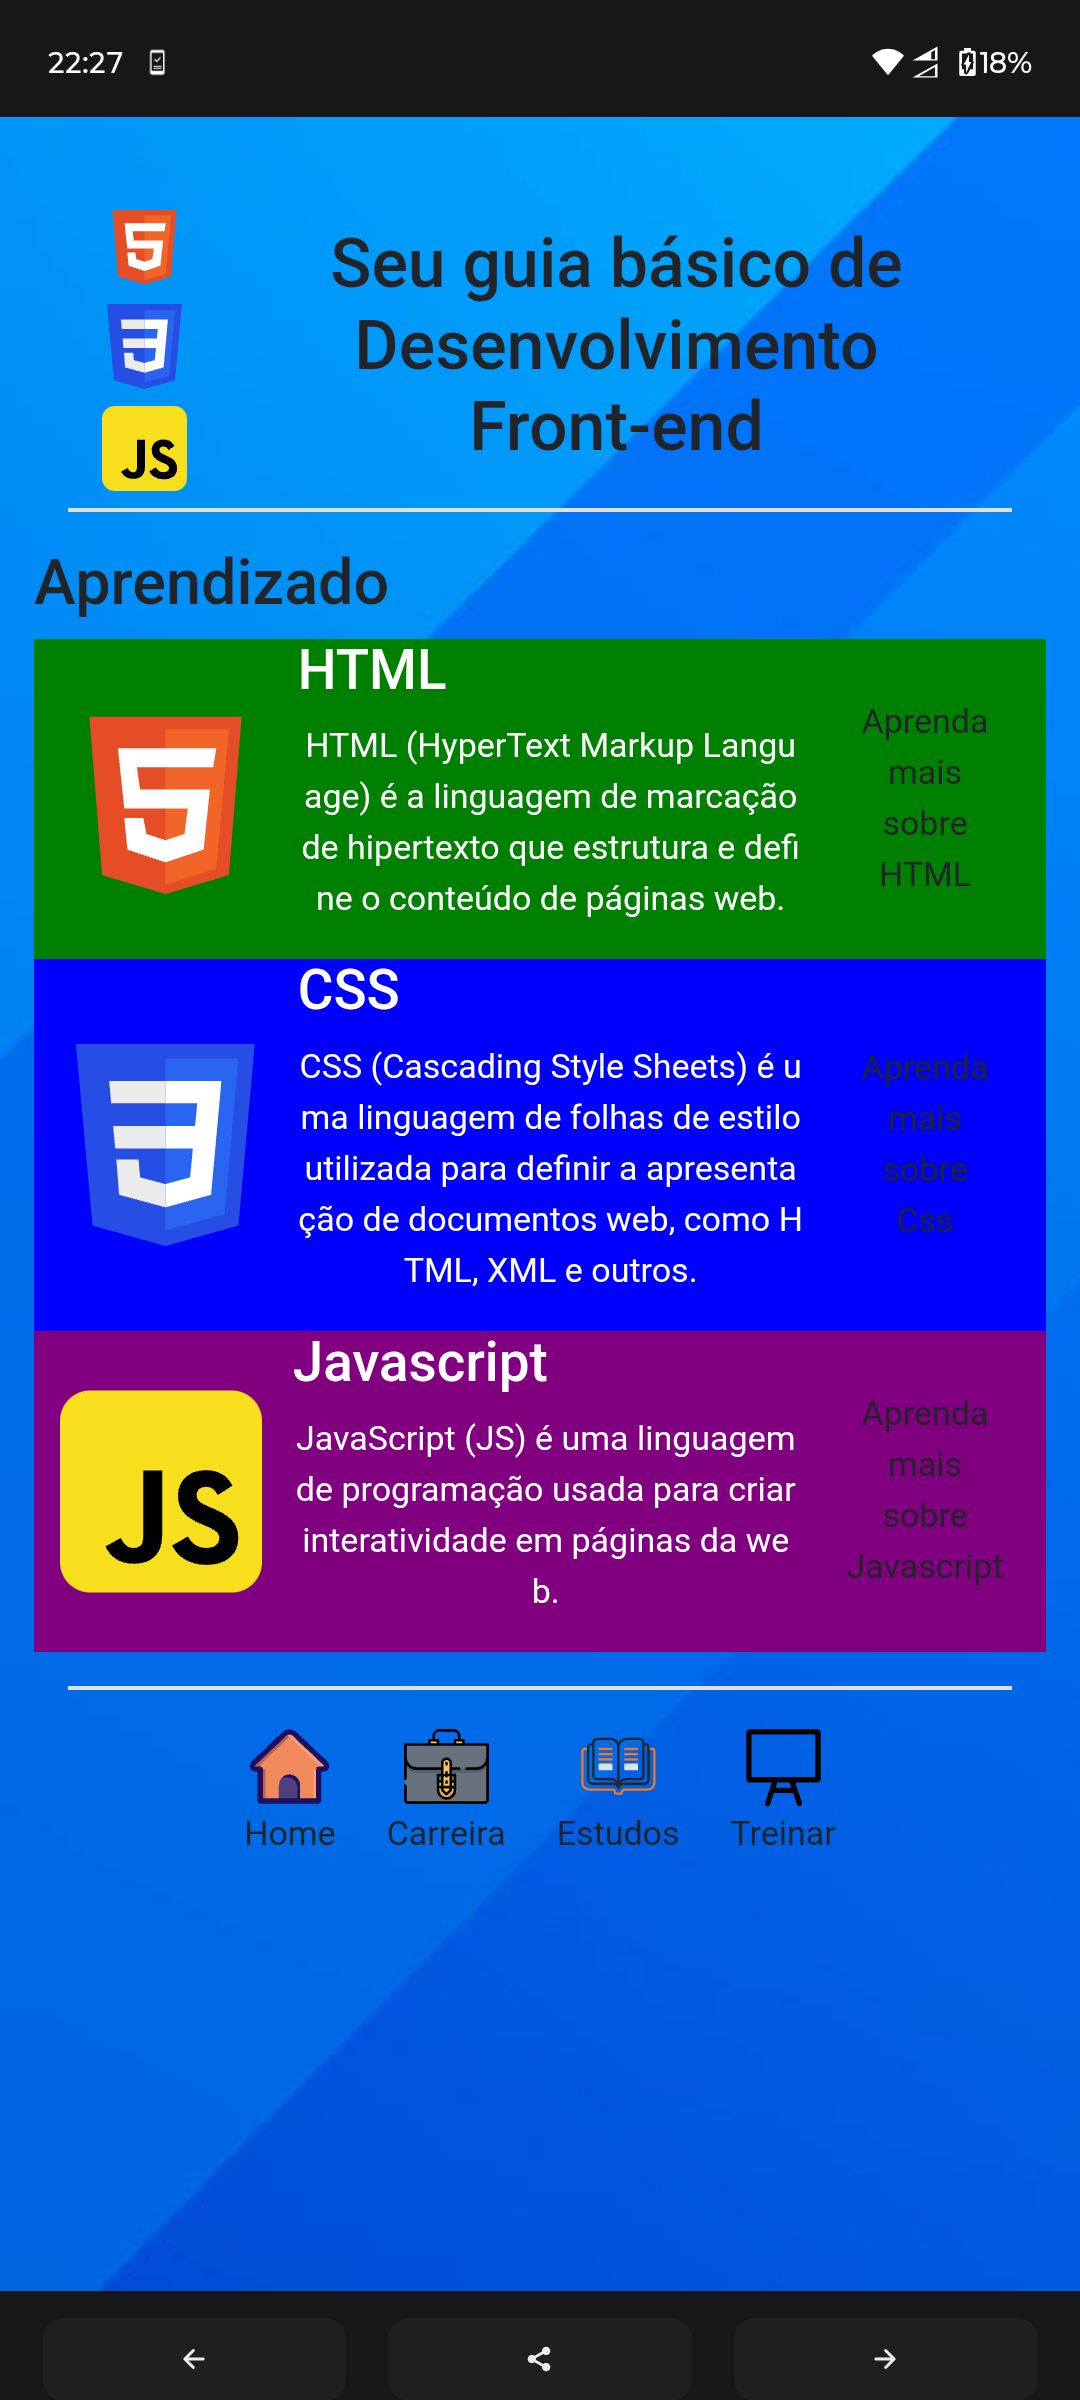 22:27
18%
Seu guia básico de
Desenvolvimento
Front-end
JS
Aprendizado
HTML
HTML (HyperText Markup Langu
age) é a linguagem de marcação
de hipertexto que estrutura e defi
ne o conteúdo de páginas web.
Aprenda
mais
sobre
HTML
CSS
CSS (Cascading Style Sheets) é u
ma linguagem de folhas de estilo
utilizada para definir a apresenta
ção de documentos web, como H
TML, XML e outros.
Aprenda
mais
sobre
Css
JS
Javascript
JavaScript (JS) é uma linguagem
de programação usada para criar
interatividade em páginas da we
b.
Aprenda
mais
sobre
Javascript
Home
Carreira
Estudos
Treinar